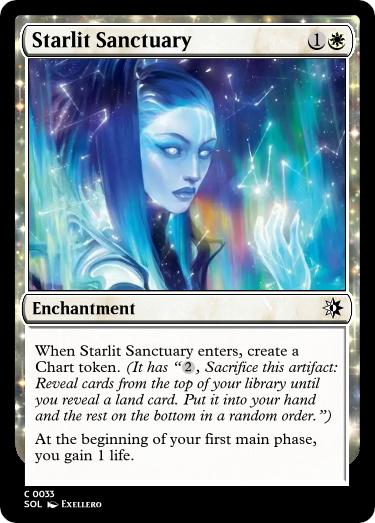 Starlit Sanctuary 1
Enchantment
When Starlit Sanctuary enters, create a
Chart token. (It has “2, Sacrifice this artifact:
Reveal cards from the top of your library until
you reveal a land card. Put it into your hand
and the rest on the bottom in a random order.”)
At the beginning of your first main phase,
you gain 1 life.
C 0033
SOL Exellero